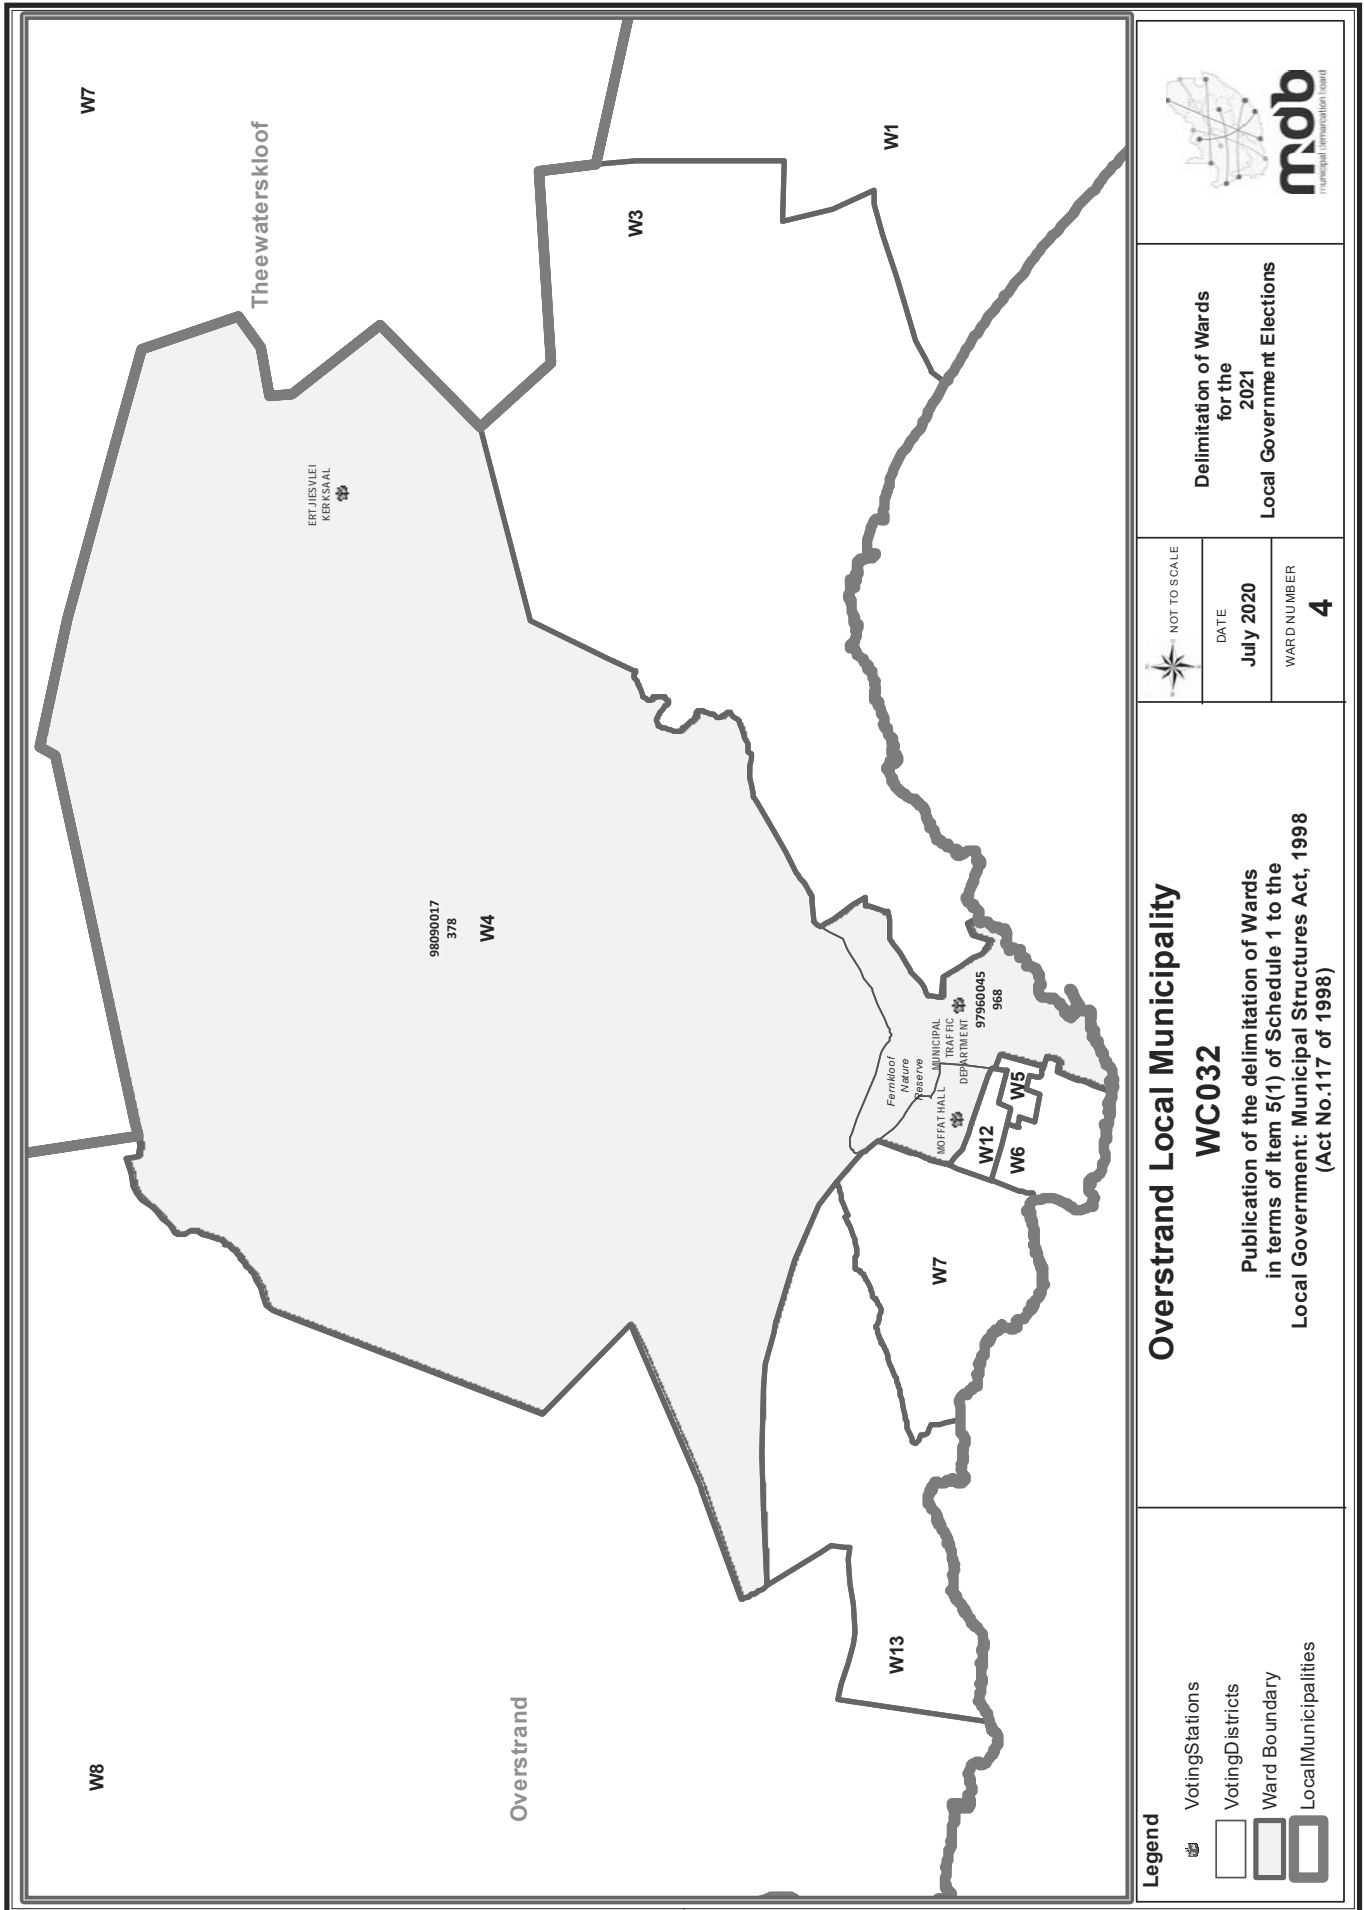 W7
Theewaterskloof
W1
W3
ERTJIESVLEI
KERKSAAL
98090017
378
W4
97960045
968
MUNICIPAL
TRAFFIC
DEPARTMENT
Fernkloof
Nature
Reserve
MOFFAT HALL
W5
W12
W6
W7
W13
W8
Overstrand
Legend
VotingStations
VotingDistricts
Ward Boundary
LocalMunicipalities
Overstrand Local Municipality
WC032
Publication of the delimitation of Wards
in terms of Item 5(1) of Schedule 1 to the
Local Government: Municipal Structures Act, 1998
(Act No.117 of 1998)
NOT TO SCALE
DATE
July 2020
WARD NUMBER
4
Delimitation of Wards
for the
2021
Local Government Elections
mdb
municipal demarcation board